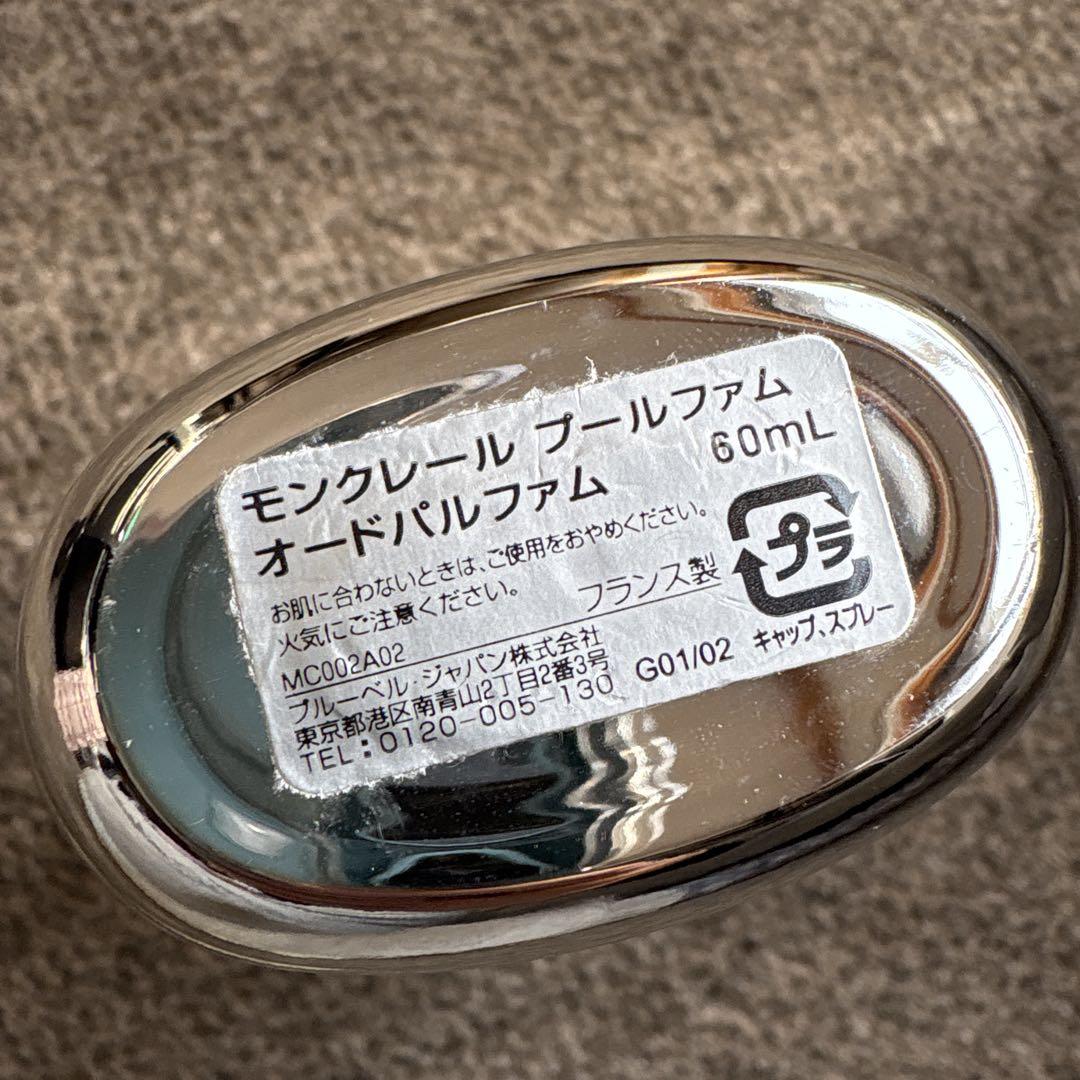 モンクレール プールファム
オードパルファム 60mL
お肌に合わないときは、ご使用をおやめください。
火気にご注意ください。 フランス製
プラ
キャップ、スプレー
MC002A02
ブルーベル・ジャパン株式会社
東京都港区南青山2丁目2番3号
TEL:0120-005-130 G01/02